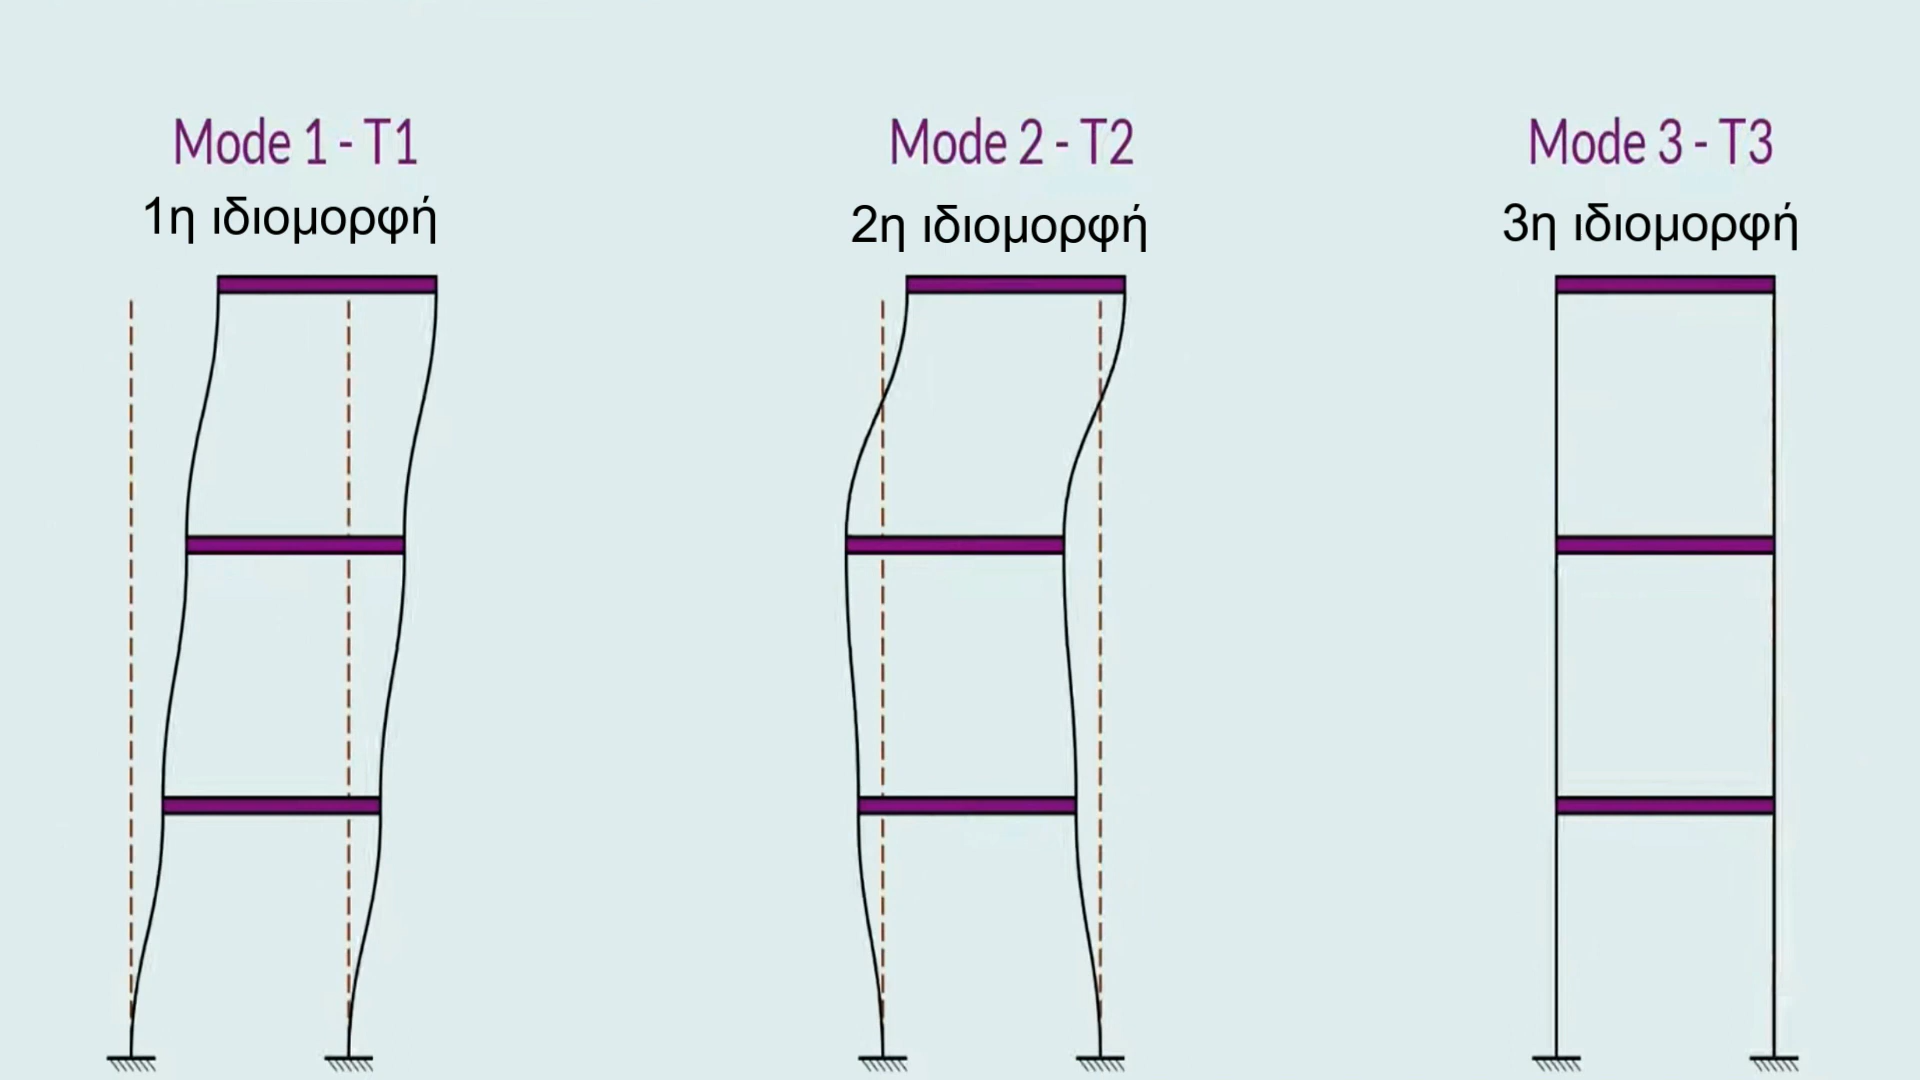 Mode 1 - T1
1η ιδιομορφή
Mode 2 - T2
2η ιδιομορφή
Mode 3 - T3
3η ιδιομορφή